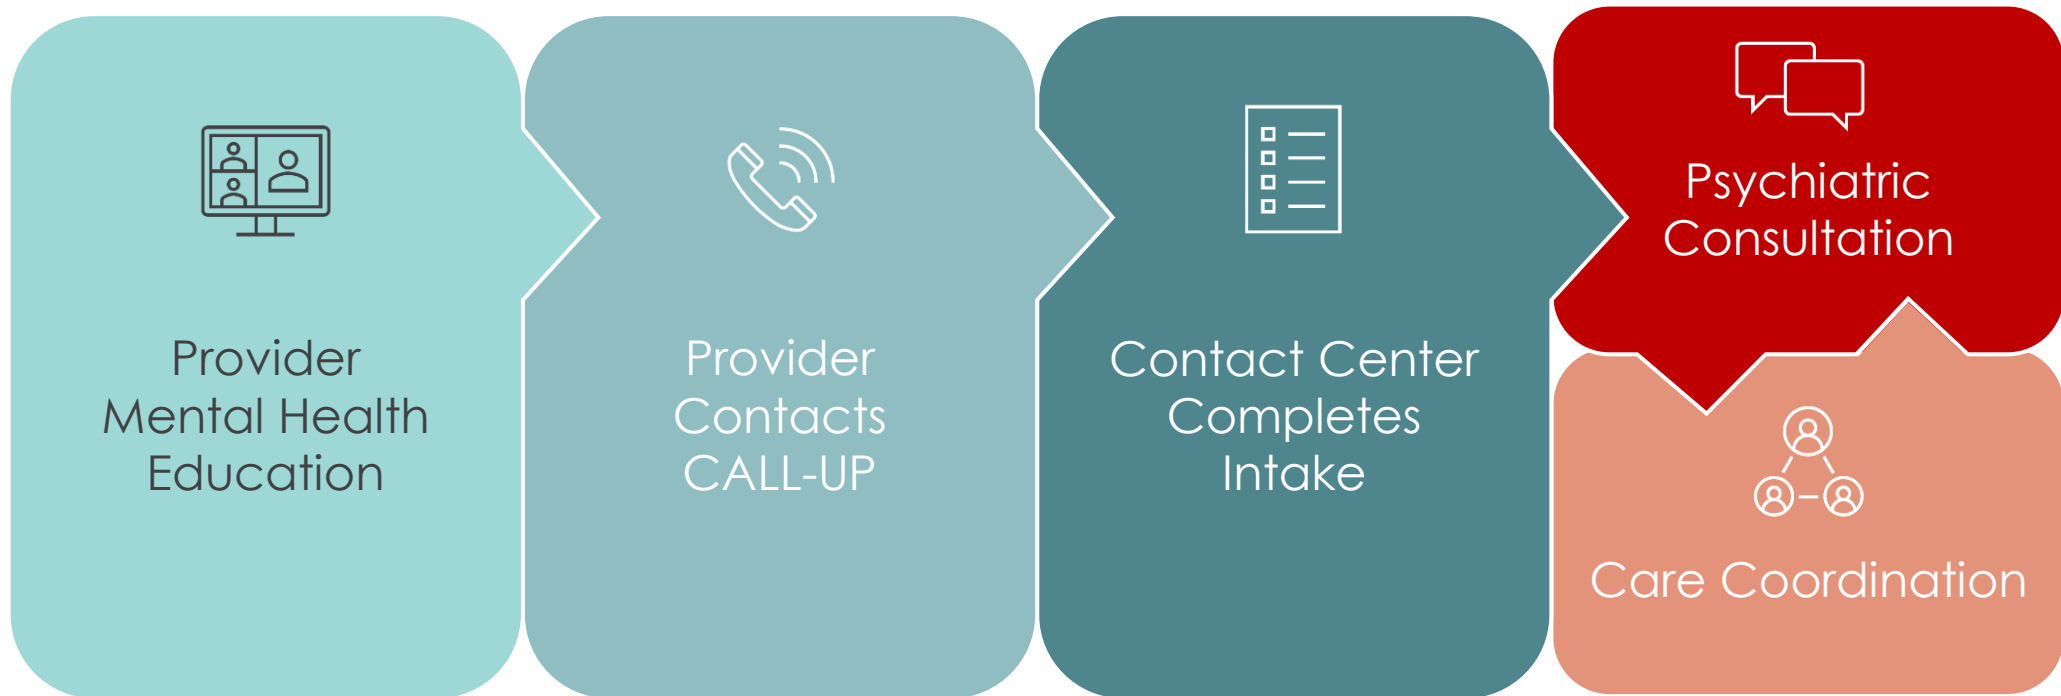 Provider
Mental Health
Education
Provider
Contacts
CALL-UP
Contact Center
Completes
Intake
Psychiatric
Consultation
Care Coordination